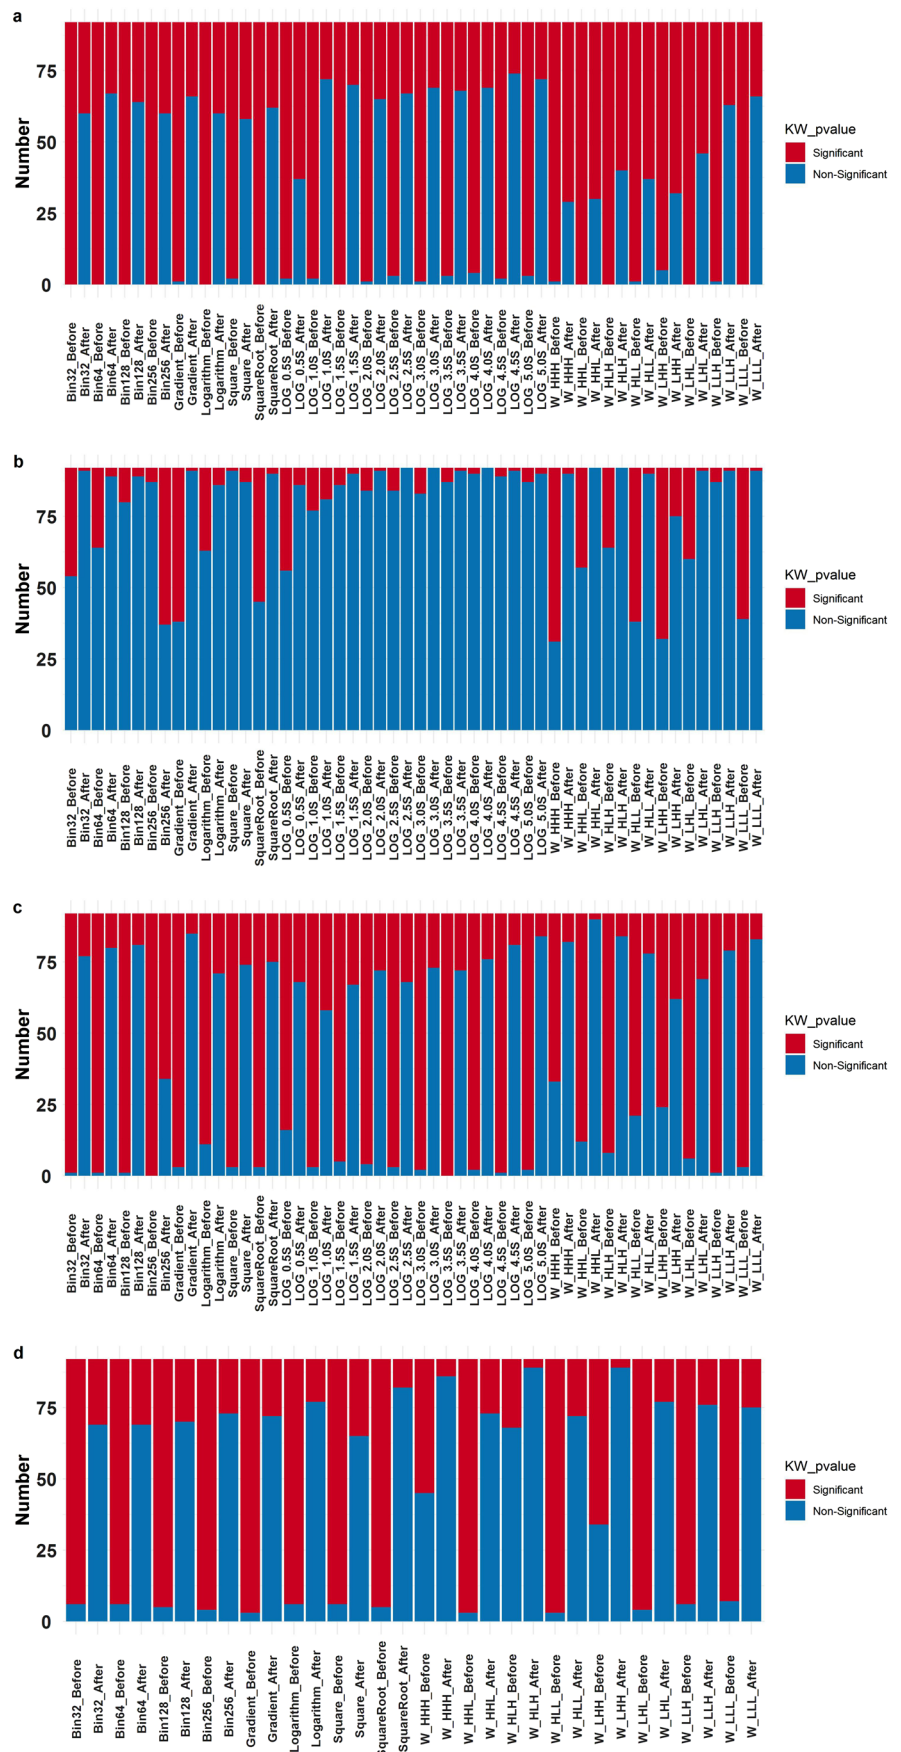 a
75
50
25
0
Number
KW_pvalue
Significant
Non-Significant
Bin32_Before
Bin32_After
Bin64_Before
Bin64_After
Bin128_Before
Bin128_After
Bin256_Before
Bin256_After
Gradient_Before
Gradient_After
Logarithm_Before
Logarithm_After
Square_Before
Square_After
SquareRoot_Before
SquareRoot_After
LOG_0.5S_Before
LOG_0.5S_After
LOG_1.0S_Before
LOG_1.0S_After
LOG_1.5S_Before
LOG_1.5S_After
LOG_2.0S_Before
LOG_2.0S_After
LOG_2.5S_Before
LOG_2.5S_After
LOG_3.0S_Before
LOG_3.0S_After
LOG_3.5S_Before
LOG_3.5S_After
LOG_4.0S_Before
LOG_4.0S_After
LOG_4.5S_Before
LOG_4.5S_After
LOG_5.0S_Before
LOG_5.0S_After
W_HHH_Before
W_HHH_After
W_HHL_Before
W_HHL_After
W_HLH_Before
W_HLH_After
W_HLL_Before
W_HLL_After
W_LHH_Before
W_LHH_After
W_LHL_Before
W_LHL_After
W_LLH_Before
W_LLH_After
W_LLL_Before
W_LLL_After
b
75
50
25
0
Number
KW_pvalue
Significant
Non-Significant
Bin32_Before
Bin32_After
Bin64_Before
Bin64_After
Bin128_Before
Bin128_After
Bin256_Before
Bin256_After
Gradient_Before
Gradient_After
Logarithm_Before
Logarithm_After
Square_Before
Square_After
SquareRoot_Before
SquareRoot_After
LOG_0.5S_Before
LOG_0.5S_After
LOG_1.0S_Before
LOG_1.0S_After
LOG_1.5S_Before
LOG_1.5S_After
LOG_2.0S_Before
LOG_2.0S_After
LOG_2.5S_Before
LOG_2.5S_After
LOG_3.0S_Before
LOG_3.0S_After
LOG_3.5S_Before
LOG_3.5S_After
LOG_4.0S_Before
LOG_4.0S_After
LOG_4.5S_Before
LOG_4.5S_After
LOG_5.0S_Before
LOG_5.0S_After
W_HHH_Before
W_HHH_After
W_HHL_Before
W_HHL_After
W_HLH_Before
W_HLH_After
W_HLL_Before
W_HLL_After
W_LHH_Before
W_LHH_After
W_LHL_Before
W_LHL_After
W_LLH_Before
W_LLH_After
W_LLL_Before
W_LLL_After
c
75
50
25
0
Number
KW_pvalue
Significant
Non-Significant
Bin32_Before
Bin32_After
Bin64_Before
Bin64_After
Bin128_Before
Bin128_After
Bin256_Before
Bin256_After
Gradient_Before
Gradient_After
Logarithm_Before
Logarithm_After
Square_Before
Square_After
SquareRoot_Before
SquareRoot_After
LOG_0.5S_Before
LOG_0.5S_After
LOG_1.0S_Before
LOG_1.0S_After
LOG_1.5S_Before
LOG_1.5S_After
LOG_2.0S_Before
LOG_2.0S_After
LOG_2.5S_Before
LOG_2.5S_After
LOG_3.0S_Before
LOG_3.0S_After
LOG_3.5S_Before
LOG_3.5S_After
LOG_4.0S_Before
LOG_4.0S_After
LOG_4.5S_Before
LOG_4.5S_After
LOG_5.0S_Before
LOG_5.0S_After
W_HHH_Before
W_HHH_After
W_HHL_Before
W_HHL_After
W_HLH_Before
W_HLH_After
W_HLL_Before
W_HLL_After
W_LHH_Before
W_LHH_After
W_LHL_Before
W_LHL_After
W_LLH_Before
W_LLH_After
W_LLL_Before
W_LLL_After
d
75
50
25
0
Number
KW_pvalue
Significant
Non-Significant
Bin32_Before
Bin32_After
Bin64_Before
Bin64_After
Bin128_Before
Bin128_After
Bin256_Before
Bin256_After
Gradient_Before
Gradient_After
Logarithm_Before
Logarithm_After
Square_Before
Square_After
SquareRoot_Before
SquareRoot_After
W_HHH_Before
W_HHH_After
W_HHL_Before
W_HHL_After
W_HLH_Before
W_HLH_After
W_HLL_Before
W_HLL_After
W_LHH_Before
W_LHH_After
W_LHL_Before
W_LHL_After
W_LLH_Before
W_LLH_After
W_LLL_Before
W_LLL_After